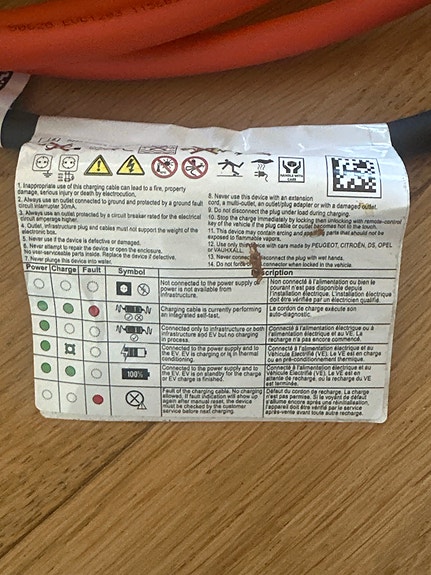 1. Inappropriate use of this charging cable can lead to a fire, property
damage, serious injury or death by electrocution.
2. Always use an outlet connected to ground and protected by a ground fault
circuit interrupter 30mA.
3. Always use an outlet protected by a circuit breaker rated for the electrical
current amperage higher.
4. Outlet, infrastructure plug and cables must not support the weight of the
electronic box.
5. Never use if the device is defective or damaged.
6. Never attempt to repair the device or open the enclosure.
No user-serviceable parts inside. Replace the device if defective.
7. Never plunge this device into water.
HANDLE WITH CARE
8. Never use this device with an extension
cord, a multi-outlet, an outlet/plug adapter or with a damaged outlet.
9. Do not disconnect the plug under load during charging.
10. Stop the charge immediately by locking then unlocking with remote-control
key of the vehicle if the plug cable or outlet becomes hot to the touch.
11. This device may contain arcing and parts that should not be
exposed to flammable vapors.
12. Use only with cars made by PEUGEOT, CITROËN, DS, OPEL
or VAUXHALL.
13. Never connect disconnect the plug with wet hands.
14. Do not force connector when locked in the vehicle.
Power Charge Fault Symbol scription
Not connected to the power supply or
power is not available from
infrastructure.
Non connecté à l'alimentation ou bien le
courant n'est pas disponible depuis
l'installation électrique. L'installation électrique
doit être vérifiée par un électricien qualifié.
Charging cable is currently performing
an integrated self-test.
Le cordon de charge exécute son
auto-diagnostic.
Connected only to infrastructure or both
infrastructure and EV but no charging
in process.
Connecté à l'alimentation électrique ou à
l'alimentation électrique et au VE. La
recharge n'a pas encore commencé.
Connected to the power supply and to
the EV. EV is charging or is in thermal
conditioning.
Connecté à l'alimentation électrique et au
Véhicule Électrifié (VE). Le VE est en charge
ou en pré-conditionnement thermique.
100%
Connected to the power supply and to
the EV. EV is on standby for the charge
or EV charge is finished.
Connecté à l'alimentation électrique et au
Véhicule Électrifié (VE). Le VE est en
attente de recharge, ou la recharge du VE
est terminée.
Fault of the charging cable. No charging
allowed. If fault indication will show up
again after manual reset, the device
must be checked by the customer
service before next charging.
Défaut du cordon de recharge. La charge
n'est pas permise. Si le voyant de défaut
s'allume encore après une réinitialisation,
l'appareil doit être vérifié par le service
après-vente avant toute autre recharge.